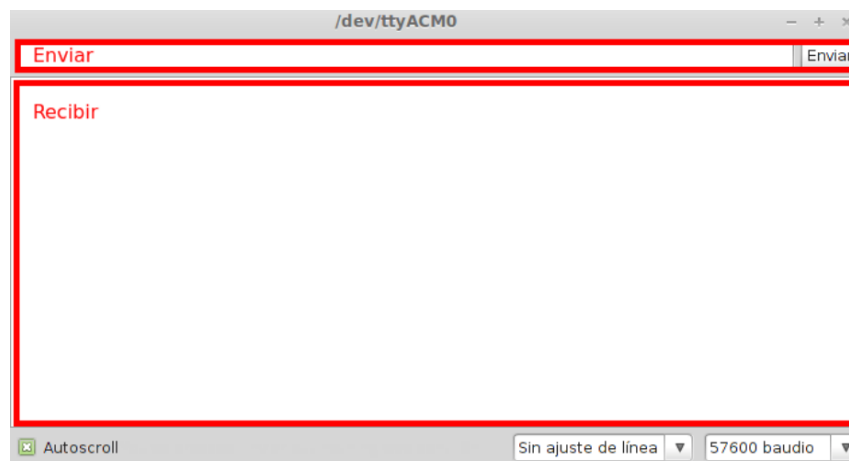 /dev/ttyACM0
Enviar Enviar
Recibir
Autoscroll Sin ajuste de línea 57600 baudio